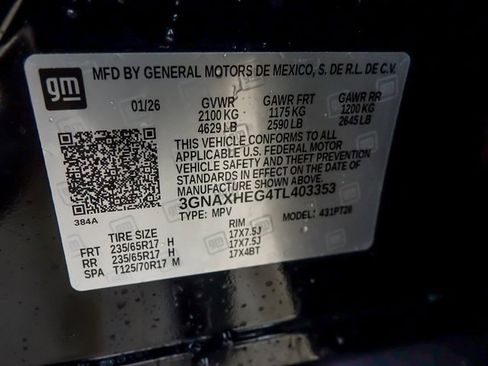 gm
MFD BY GENERAL MOTORS DE MEXICO, S. DE R.L. DE C.V.
01/26 GVWR GAWR FRT GAWR RR
2100 KG 1175 KG 1200 KG
4629 LB 2590 LB 2645 LB
THIS VEHICLE CONFORMS TO ALL
APPLICABLE U.S. FEDERAL MOTOR
VEHICLE SAFETY AND THEFT PREVENTION
STANDARDS IN EFFECT ON THE DATE OF
MANUFACTURE SHOWN ABOVE.
3GNAXHEG4TL403353
TYPE: MPV MODEL: 431PT26
384A
TIRE SIZE RIM
FRT 235/65R17 H 17X7.5J
RR 235/65R17 H 17X7.5J
SPA T125/70R17 M 17X4BT